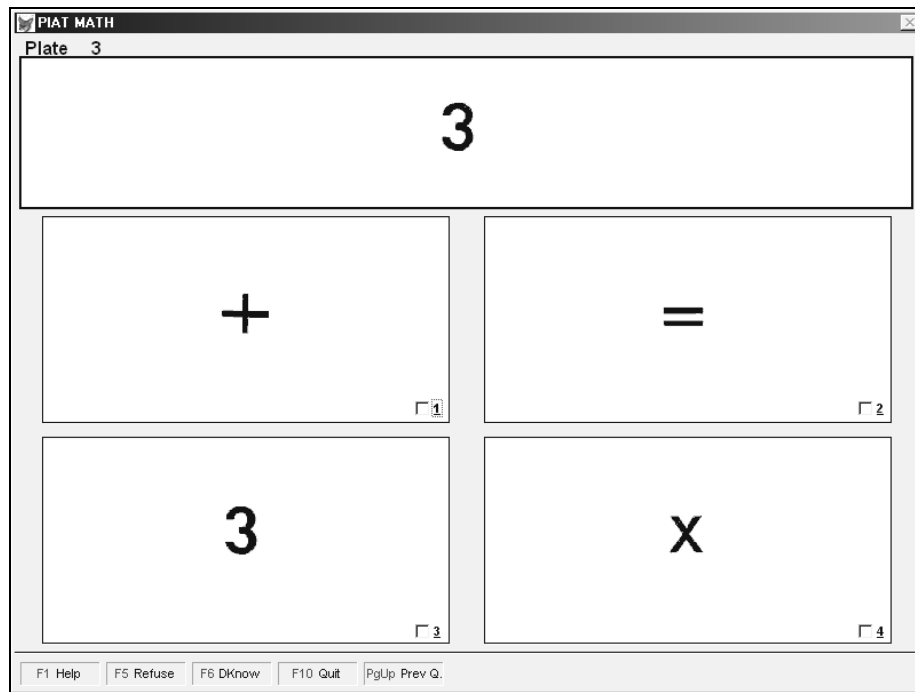 PIAT MATH
Plate 3
3
+ =
1 2
3 X
3 4
F1 Help F5 Refuse F6 DKnow F10 Quit PgUp Prev Q.